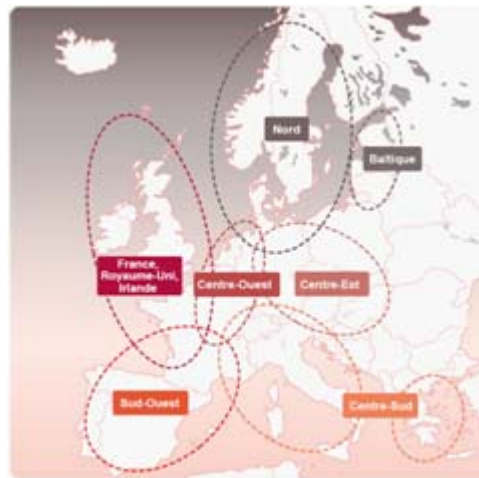 Nord
Baltique
France,
Royaume-Uni,
Irlande
Centre-Ouest
Centre-Est
Sud-Ouest
Centre-Sud